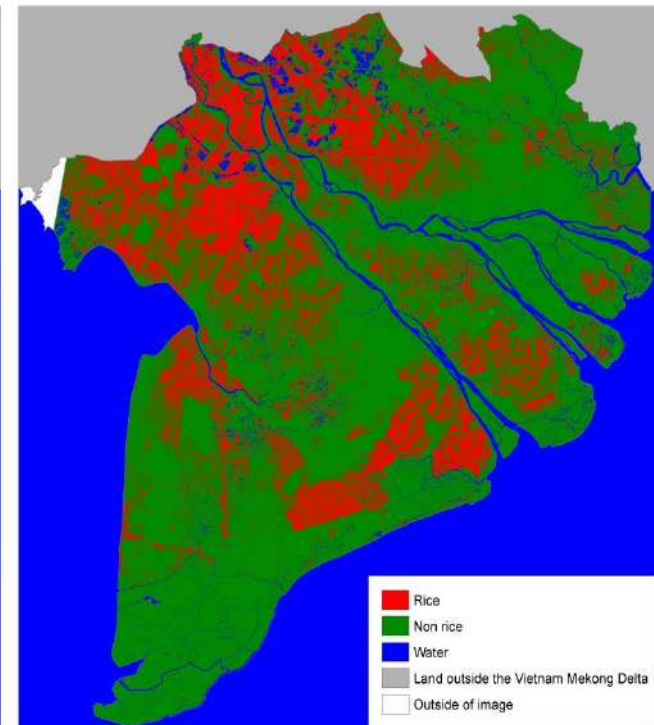 Rice
Non rice
Water
Land outside the Vietnam Mekong Delta
Outside of image